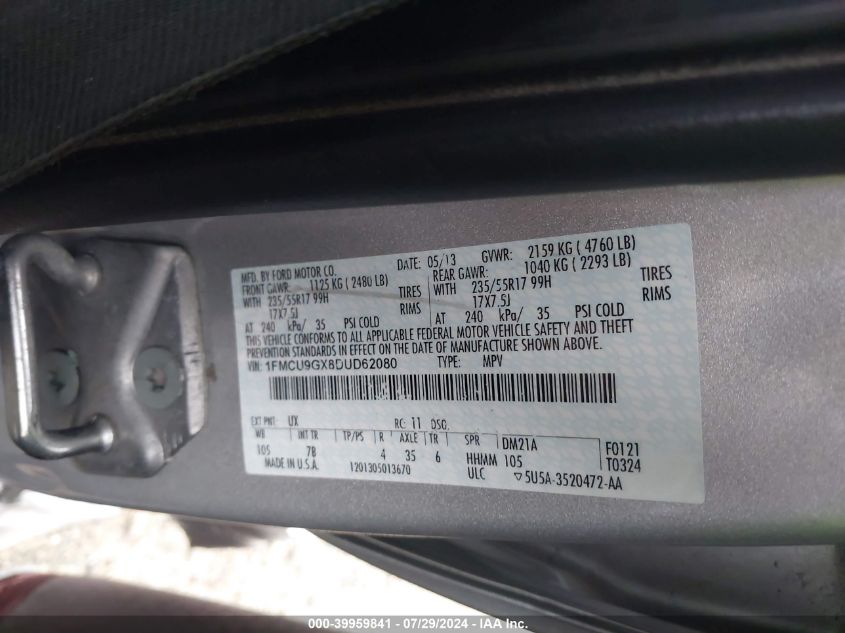 MFD. BY FORD MOTOR CO. DATE: 05/13 GVWR: 2159 KG ( 4760 LB)
FRONT GAWR: 1125 KG ( 2480 LB) REAR GAWR: 1040 KG ( 2293 LB)
WITH 235/55R17 99H TIRES WITH 235/55R17 99H TIRES
17X7.5J RIMS 17X7.5J RIMS
AT 240 kPa/ 35 PSI COLD AT 240 kPa/ 35 PSI COLD
THIS VEHICLE CONFORMS TO ALL APPLICABLE FEDERAL MOTOR VEHICLE SAFETY AND THEFT
PREVENTION STANDARDS IN EFFECT ON THE DATE OF MANUFACTURE SHOWN ABOVE.
VIN: 1FMCU9GX8DUD62080 TYPE: MPV
EXT PNT: UX RC: 11 DSO:
WB INT TR TP/PS R AXLE TR SPR DM21A F0121
105 7B 4 35 6 HHMM 105 T0324
MADE IN U.S.A. 1201305013670 ULC 5U5A-3520472-AA
000-39959841 - 07/29/2024 - IAA Inc.